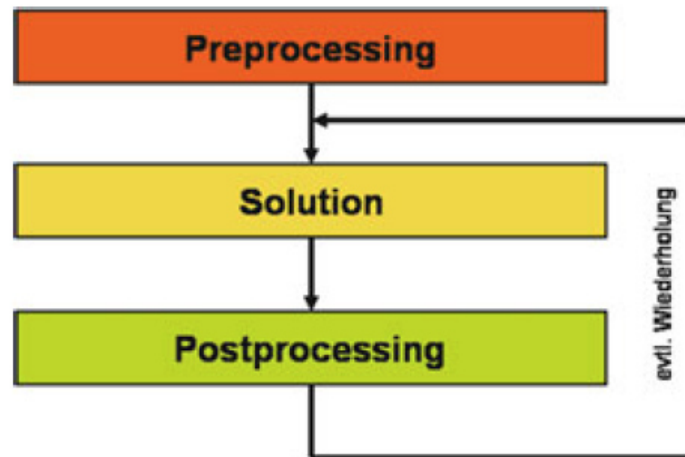 Preprocessing
Solution
Postprocessing
evtl. Wiederholung